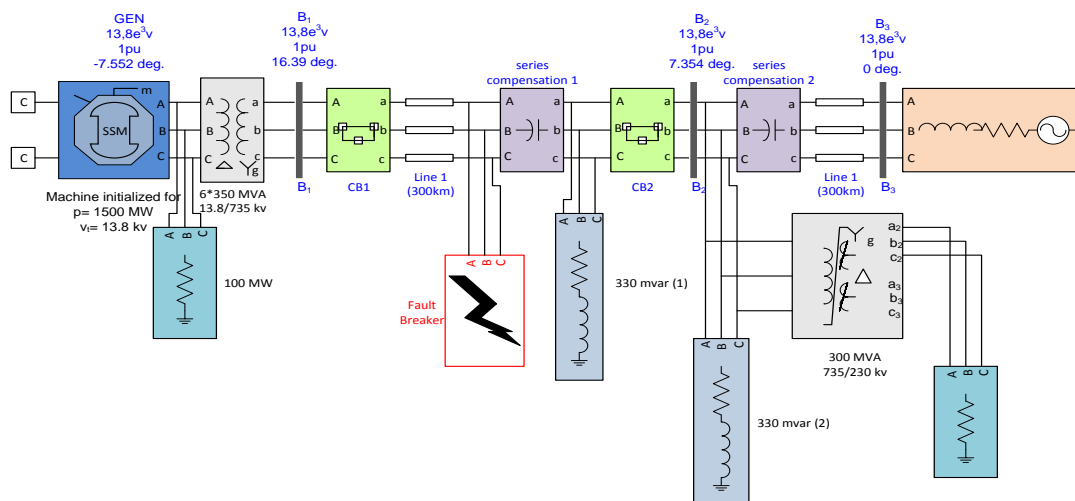 GEN
13,8e³v
1pu
-7.552 deg.
B₁
13,8e³v
1pu
16.39 deg.
B₂
13,8e³v
1pu
7.354 deg.
B₃
13,8e³v
1pu
0 deg.
series
compensation 1
series
compensation 2
C
C
m
SSM
A
B
C
A
B
C
a
b
c
g
A
B
C
a
b
c
A
B
C
a
b
c
A
B
C
a
b
c
A
B
C
a
b
c
A
B
C
B₁
CB1
Line 1
(300km)
CB2
B₂
Line 1
(300km)
B₃
Machine initialized for
p= 1500 MW
vₜ= 13.8 kv
6*350 MVA
13.8/735 kv
A
B
C
100 MW
A
B
C
Fault
Breaker
A
B
C
330 mvar (1)
g
a₂
b₂
c₂
a₃
b₃
c₃
300 MVA
735/230 kv
A
B
C
330 mvar (2)
A
B
C